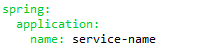 spring:
  application:
    name: service-name